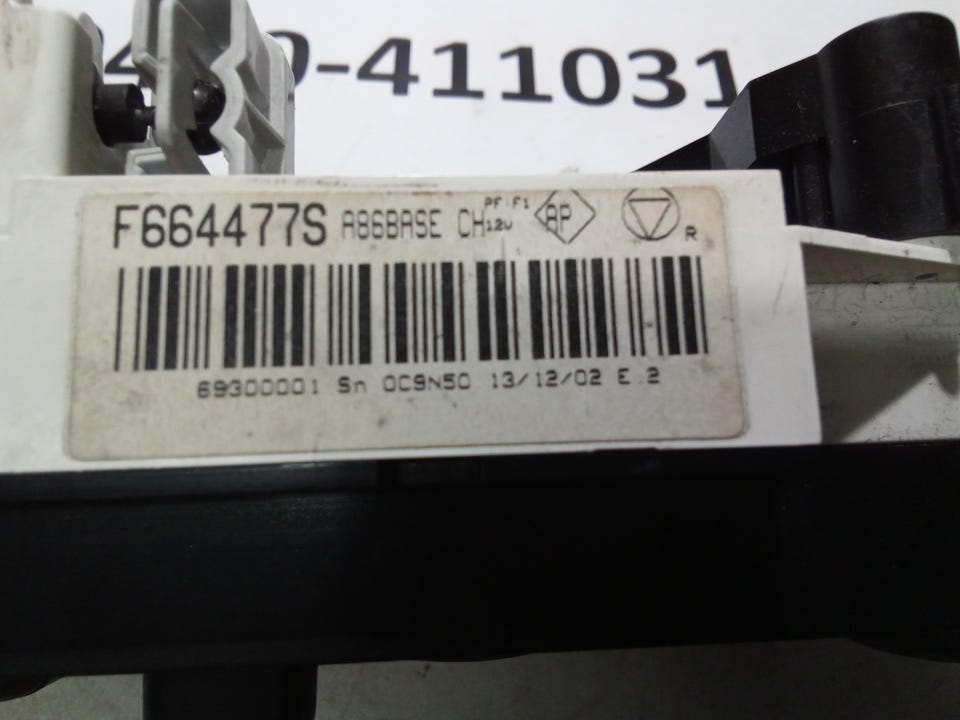 -411031
F664477S A86BASE CH PF:F1 12V AP R
69300001 Sn 0C9N50 13/12/02 E.2